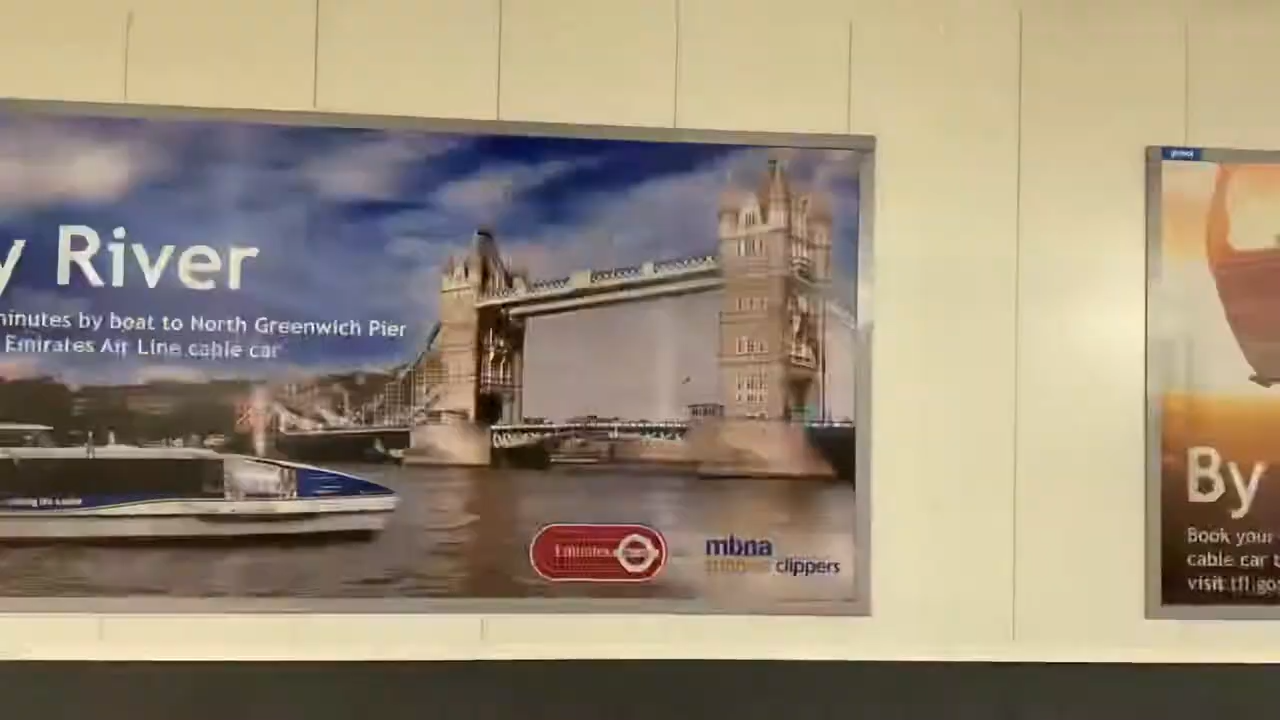 y River
minutes by boat to North Greenwich Pier
Emirates Air Line cable car
Emirates
mbna
clippers
By
Book your
cable car
visit tfl.go